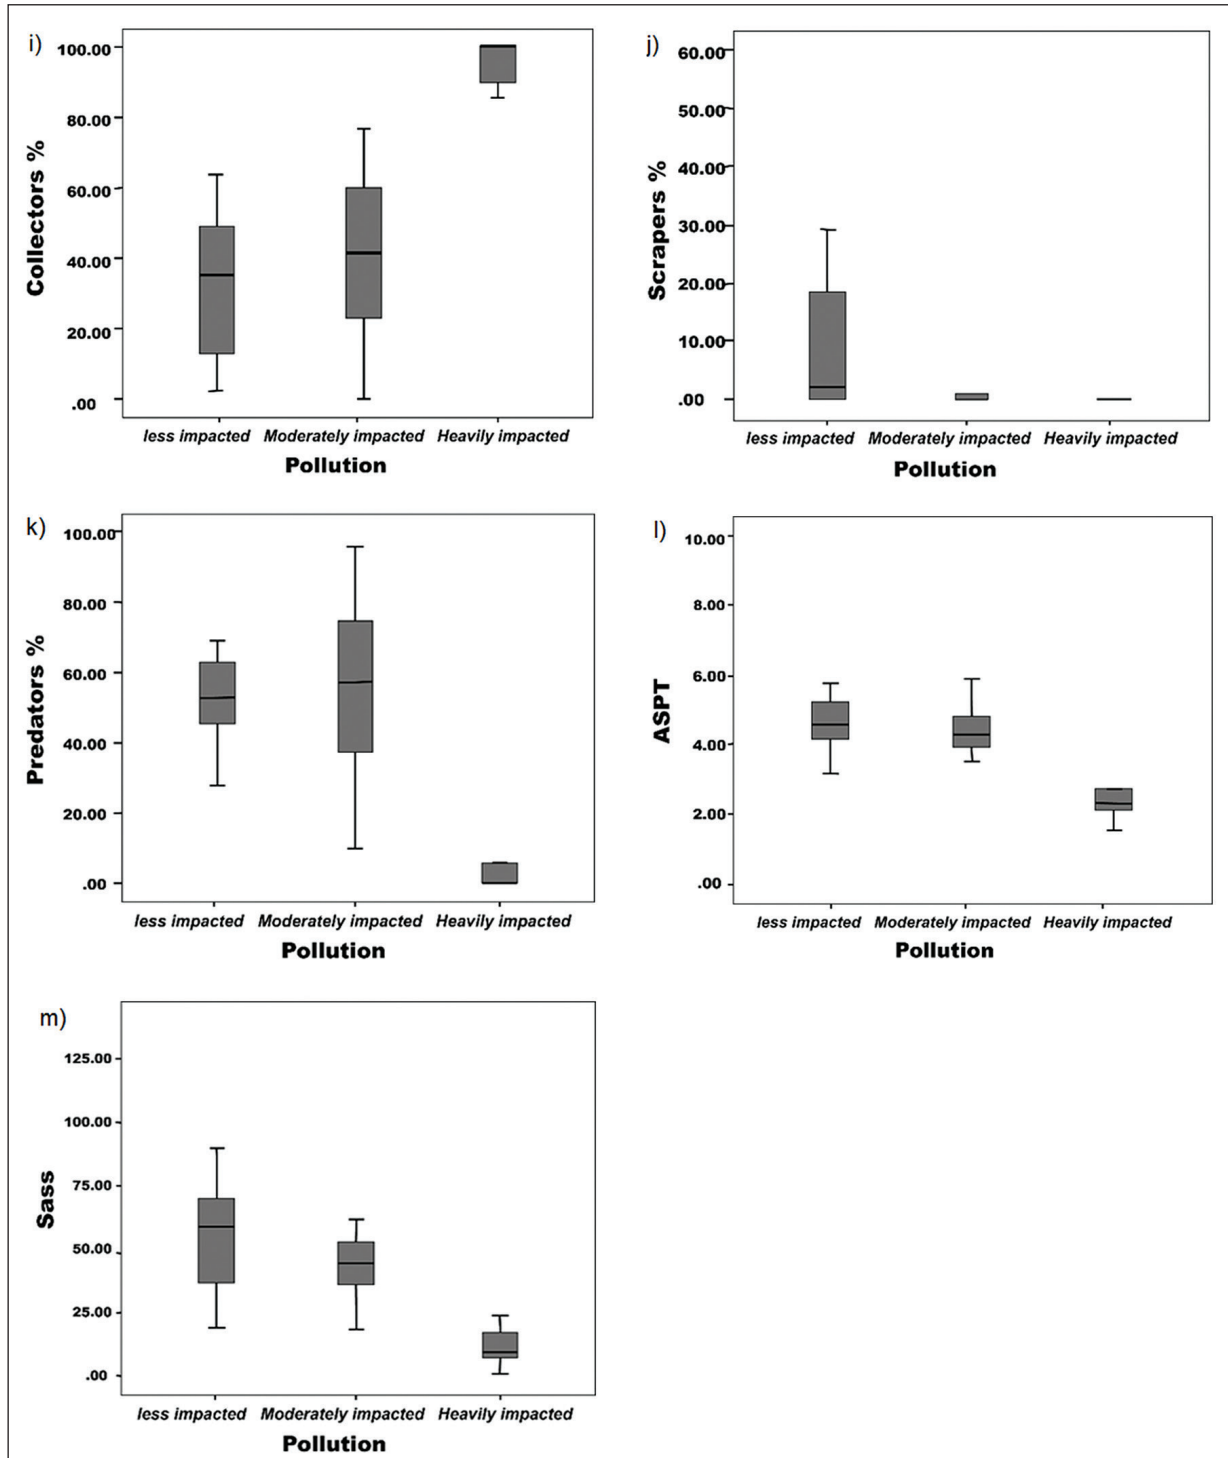 i)
100.00
80.00
60.00
40.00
20.00
.00
Collectors %
less impacted Moderately impacted Heavily impacted
Pollution
j)
60.00
50.00
40.00
30.00
20.00
10.00
.00
Scrapers %
less impacted Moderately impacted Heavily impacted
Pollution
k)
100.00
80.00
60.00
40.00
20.00
.00
Predators %
less impacted Moderately impacted Heavily impacted
Pollution
l)
10.00
8.00
6.00
4.00
2.00
.00
ASPT
less impacted Moderately impacted Heavily impacted
Pollution
m)
125.00
100.00
75.00
50.00
25.00
.00
Sass
less impacted Moderately impacted Heavily impacted
Pollution